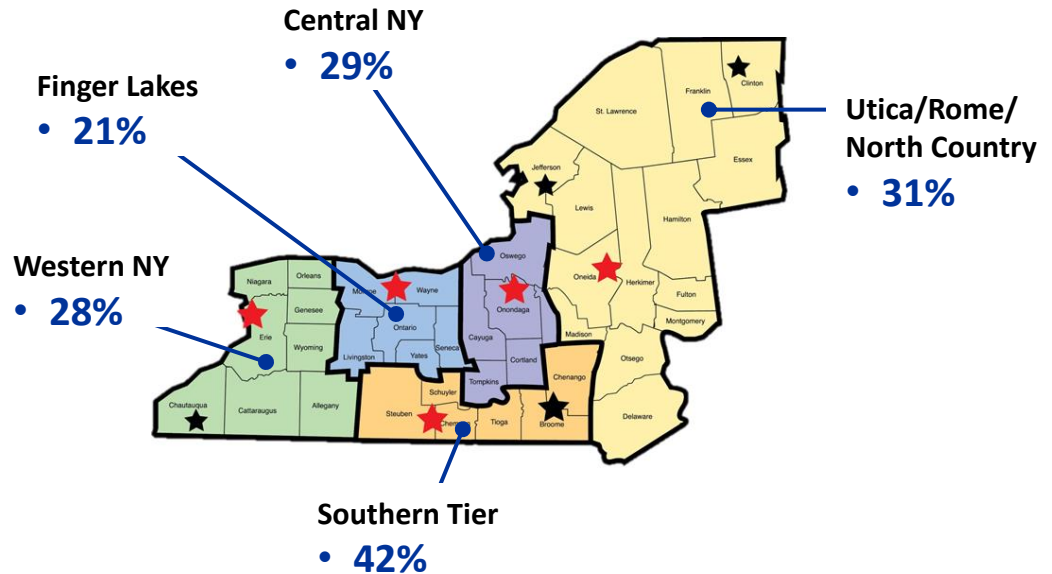 Central NY
• 29%
Finger Lakes
• 21%
Utica/Rome/
North Country
• 31%
Western NY
• 28%
Southern Tier
• 42%
Clinton
Franklin
St. Lawrence
Essex
Jefferson
Lewis
Hamilton
Oswego
Oneida
Herkimer
Fulton
Montgomery
Madison
Otsego
Delaware
Niagara
Orleans
Genesee
Erie
Wyoming
Chautauqua
Cattaraugus
Allegany
Wayne
Ontario
Livingston
Yates
Seneca
Onondaga
Cayuga
Cortland
Tompkins
Chenango
Schuyler
Steuben
Tioga
Broome